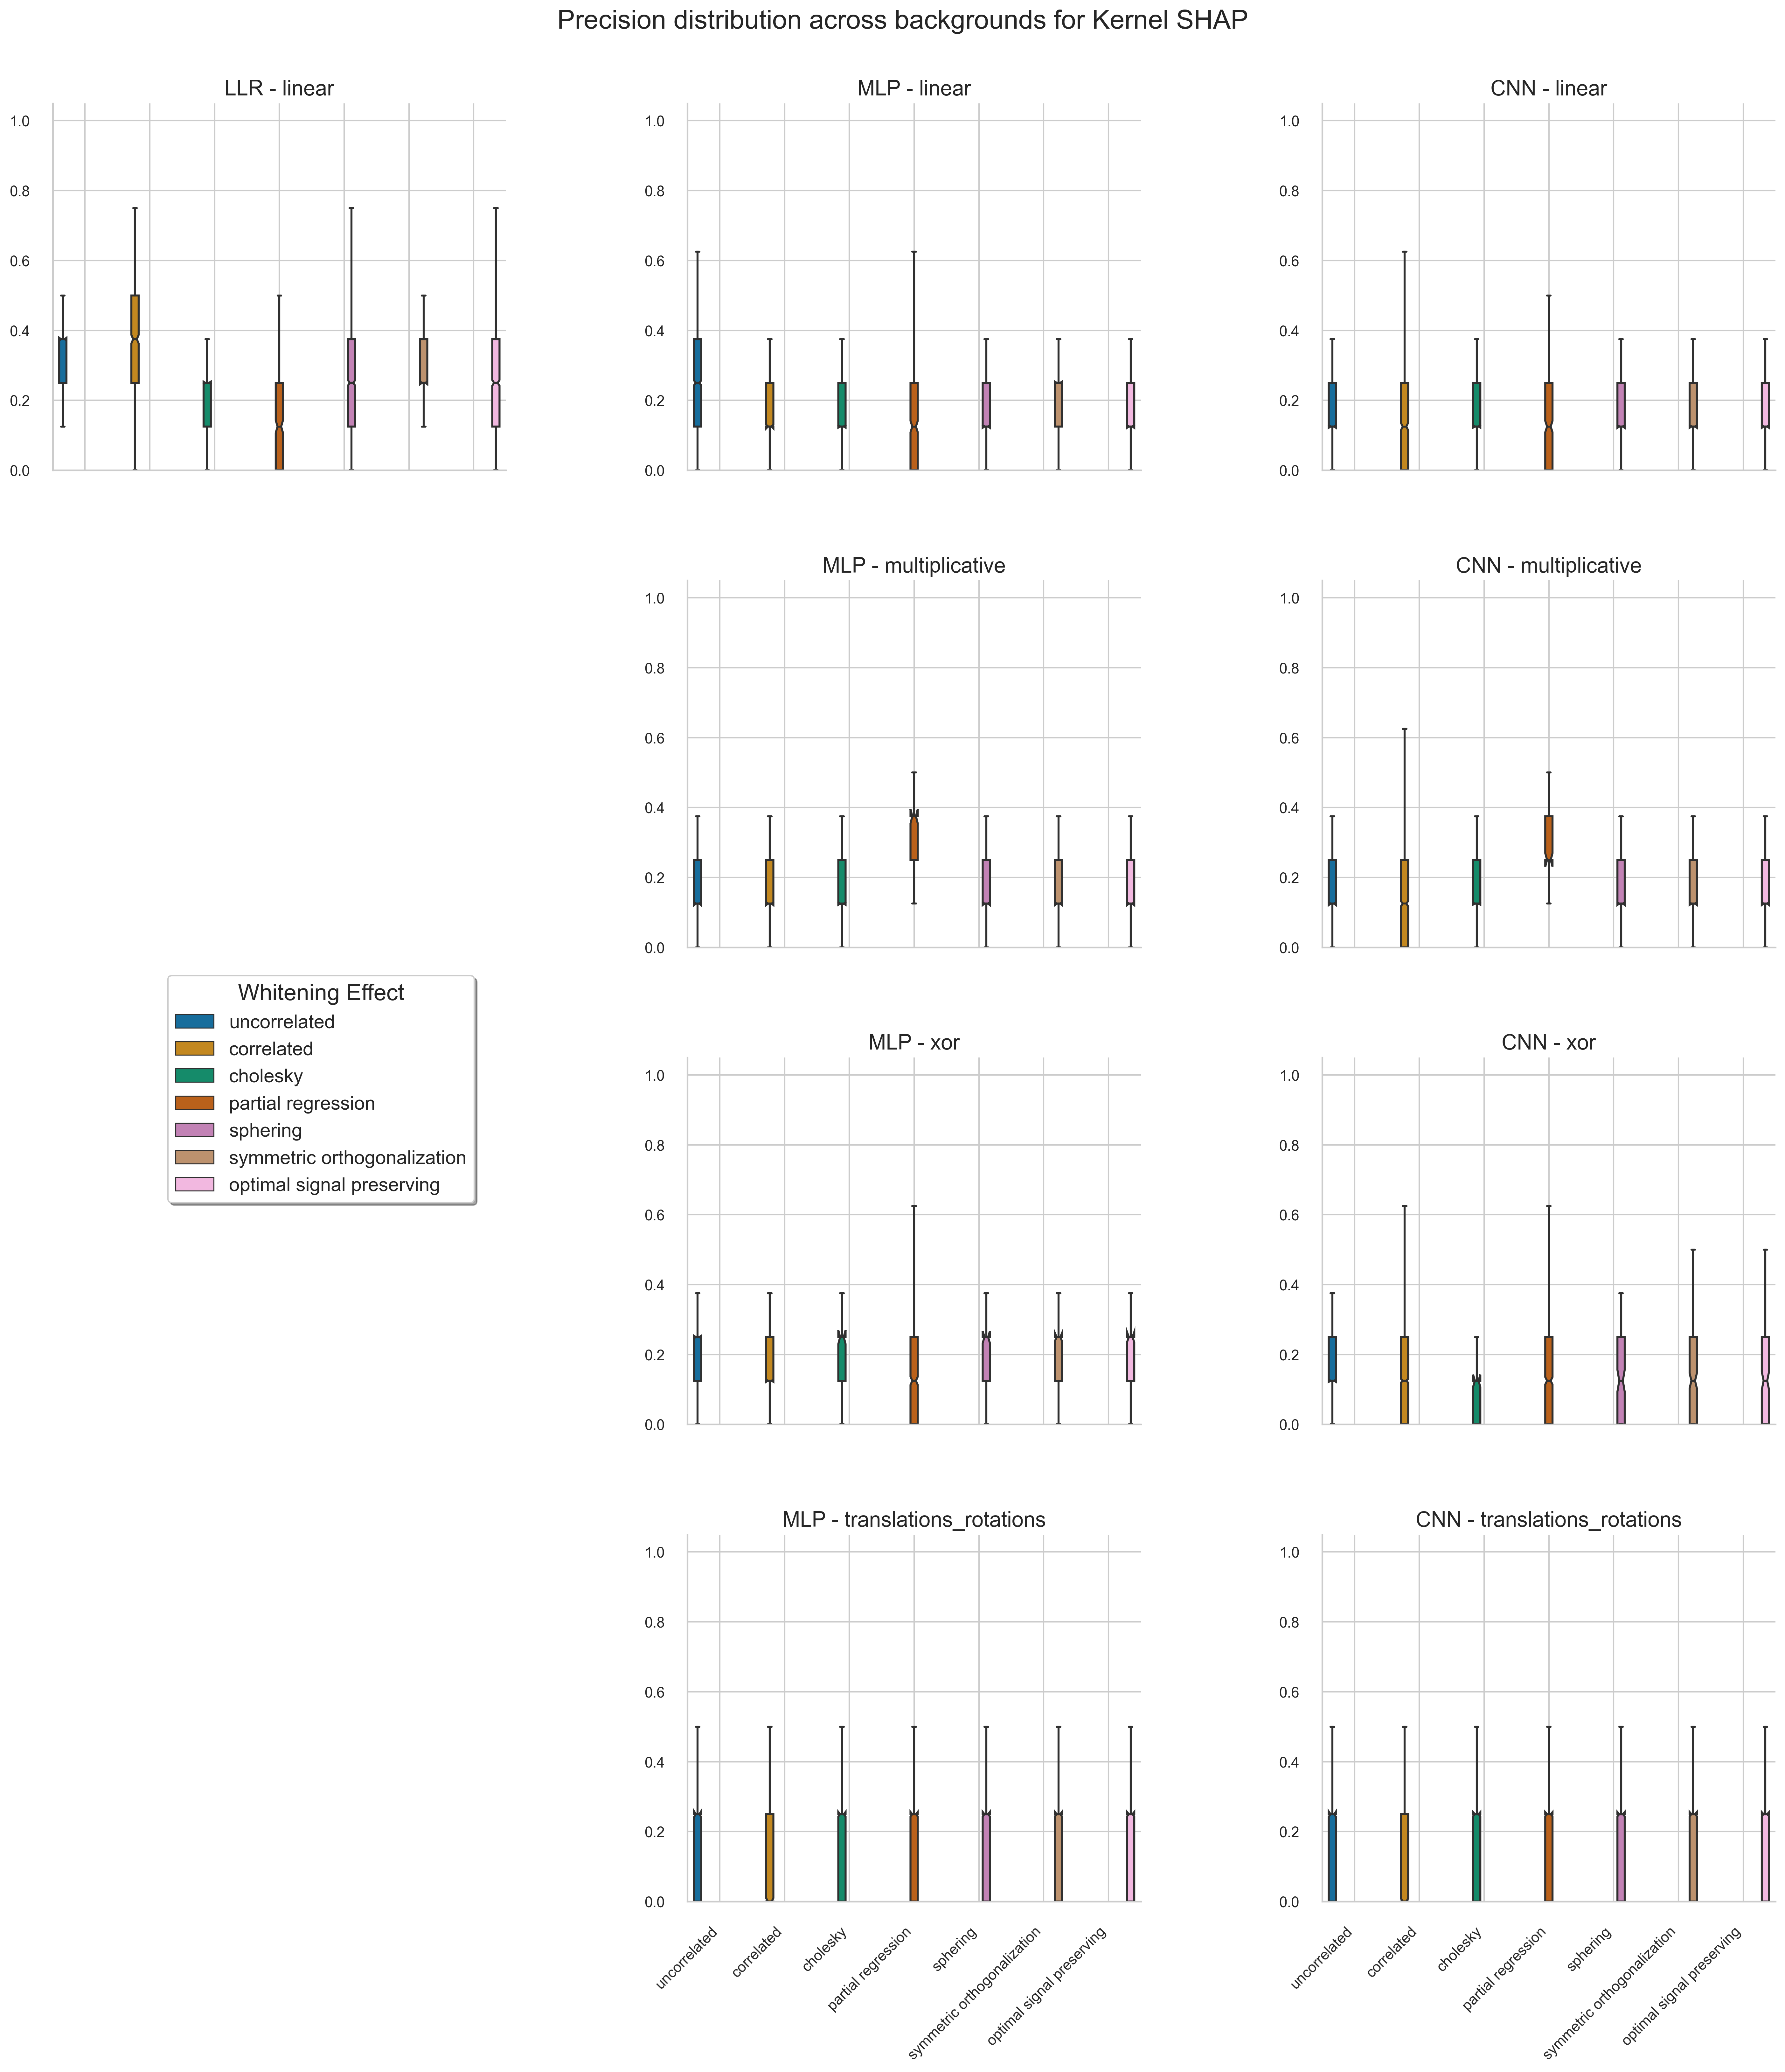 Precision distribution across backgrounds for Kernel SHAP
LLR - linear
1.0
0.8
0.6
0.4
0.2
0.0
MLP - linear
1.0
0.8
0.6
0.4
0.2
0.0
CNN - linear
1.0
0.8
0.6
0.4
0.2
0.0
MLP - multiplicative
1.0
0.8
0.6
0.4
0.2
0.0
CNN - multiplicative
1.0
0.8
0.6
0.4
0.2
0.0
Whitening Effect
uncorrelated
correlated
cholesky
partial regression
sphering
symmetric orthogonalization
optimal signal preserving
MLP - xor
1.0
0.8
0.6
0.4
0.2
0.0
CNN - xor
1.0
0.8
0.6
0.4
0.2
0.0
MLP - translations_rotations
1.0
0.8
0.6
0.4
0.2
0.0
uncorrelated
correlated
cholesky
partial regression
sphering
symmetric orthogonalization
optimal signal preserving
CNN - translations_rotations
1.0
0.8
0.6
0.4
0.2
0.0
uncorrelated
correlated
cholesky
partial regression
sphering
symmetric orthogonalization
optimal signal preserving